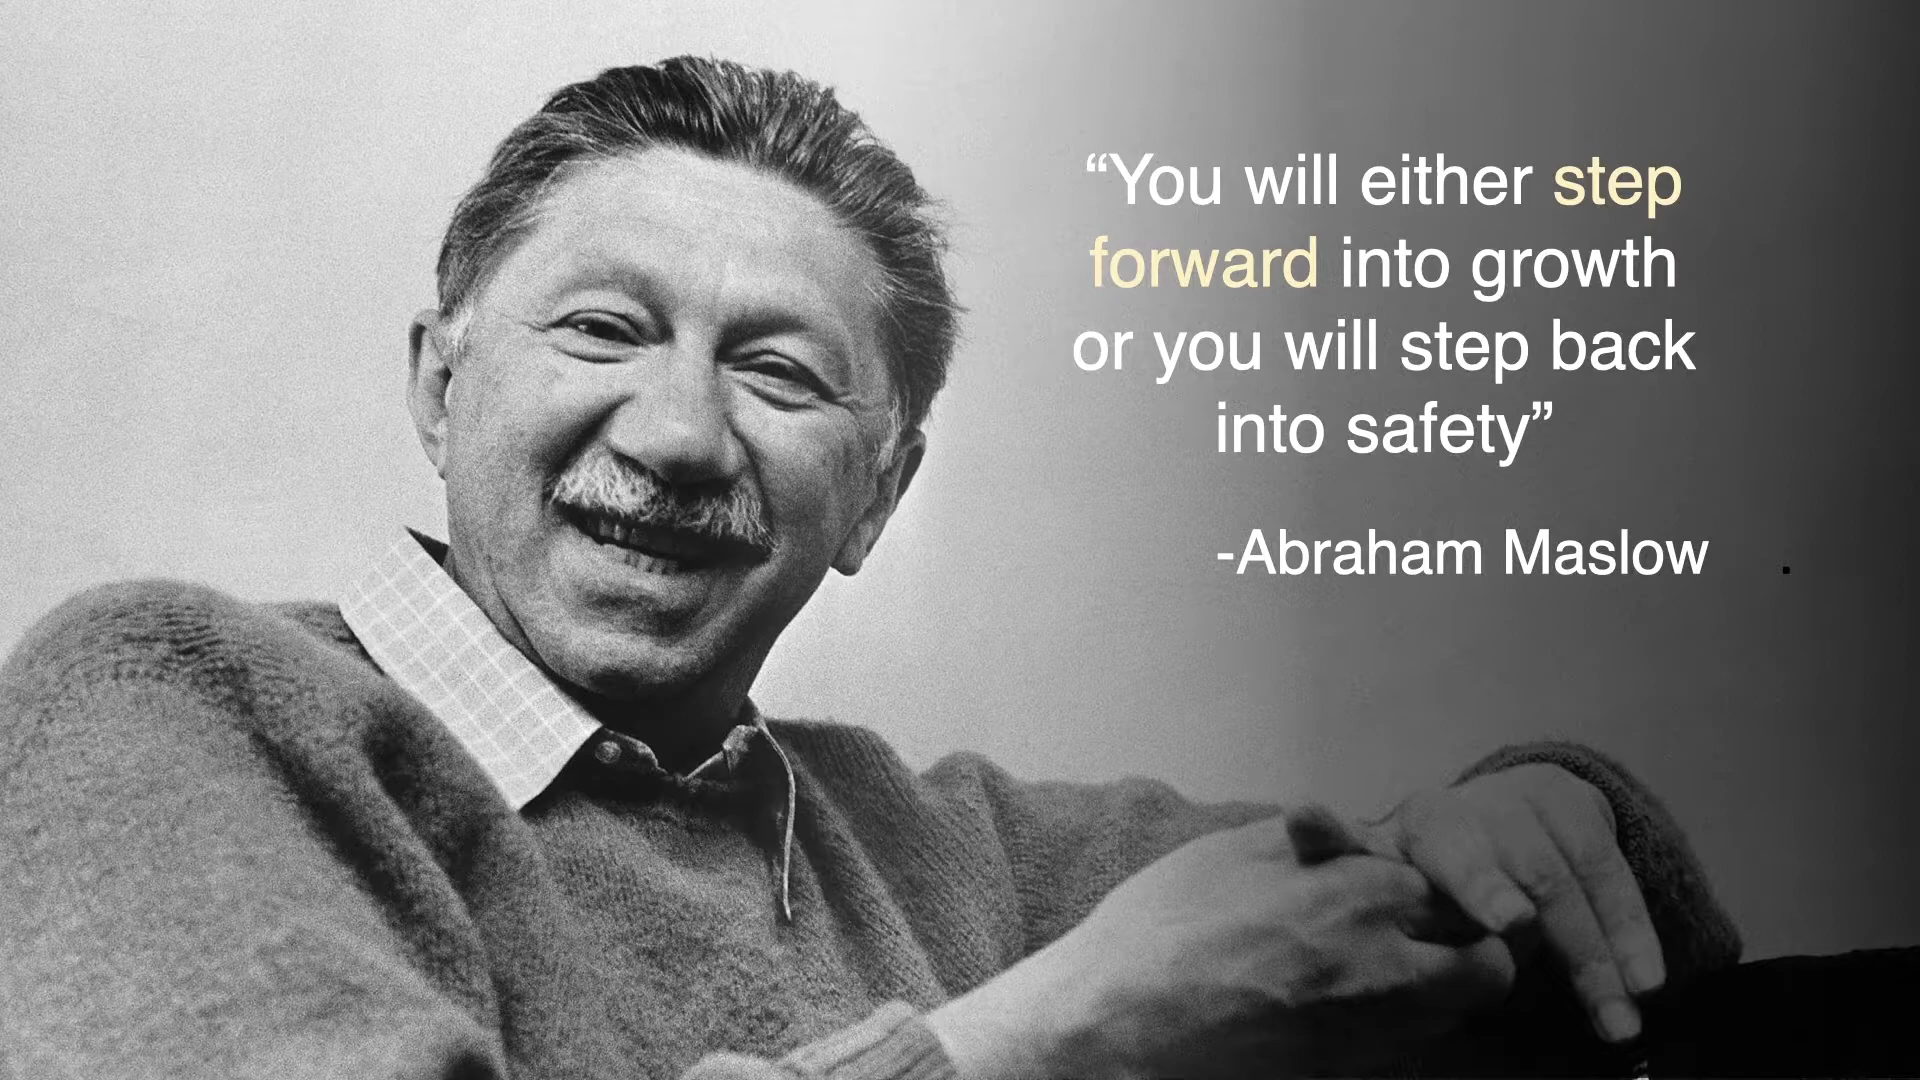 “You will either step
forward into growth
or you will step back
into safety”
-Abraham Maslow